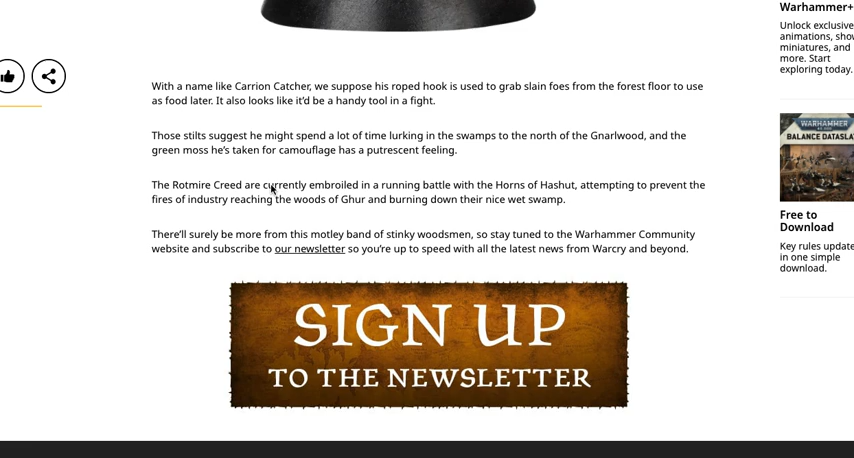 With a name like Carrion Catcher, we suppose his roped hook is used to grab slain foes from the forest floor to use
as food later. It also looks like it'd be a handy tool in a fight.
Those stilts suggest he might spend a lot of time lurking in the swamps to the north of the Gnarlwood, and the
green moss he's taken for camouflage has a putrescent feeling.
The Rotmire Creed are currently embroiled in a running battle with the Horns of Hashut, attempting to prevent the
fires of industry reaching the woods of Ghur and burning down their nice wet swamp.
There'll surely be more from this motley band of stinky woodsmen, so stay tuned to the Warhammer Community
website and subscribe to our newsletter so you're up to speed with all the latest news from Warcry and beyond.
SIGN UP
TO THE NEWSLETTER
Warhammer+
Unlock exclusive
animations, show
miniatures, and
more. Start
exploring today.
WARHAMMER
40,000
BALANCE DATASLA
Free to
Download
Key rules update
in one simple
download.